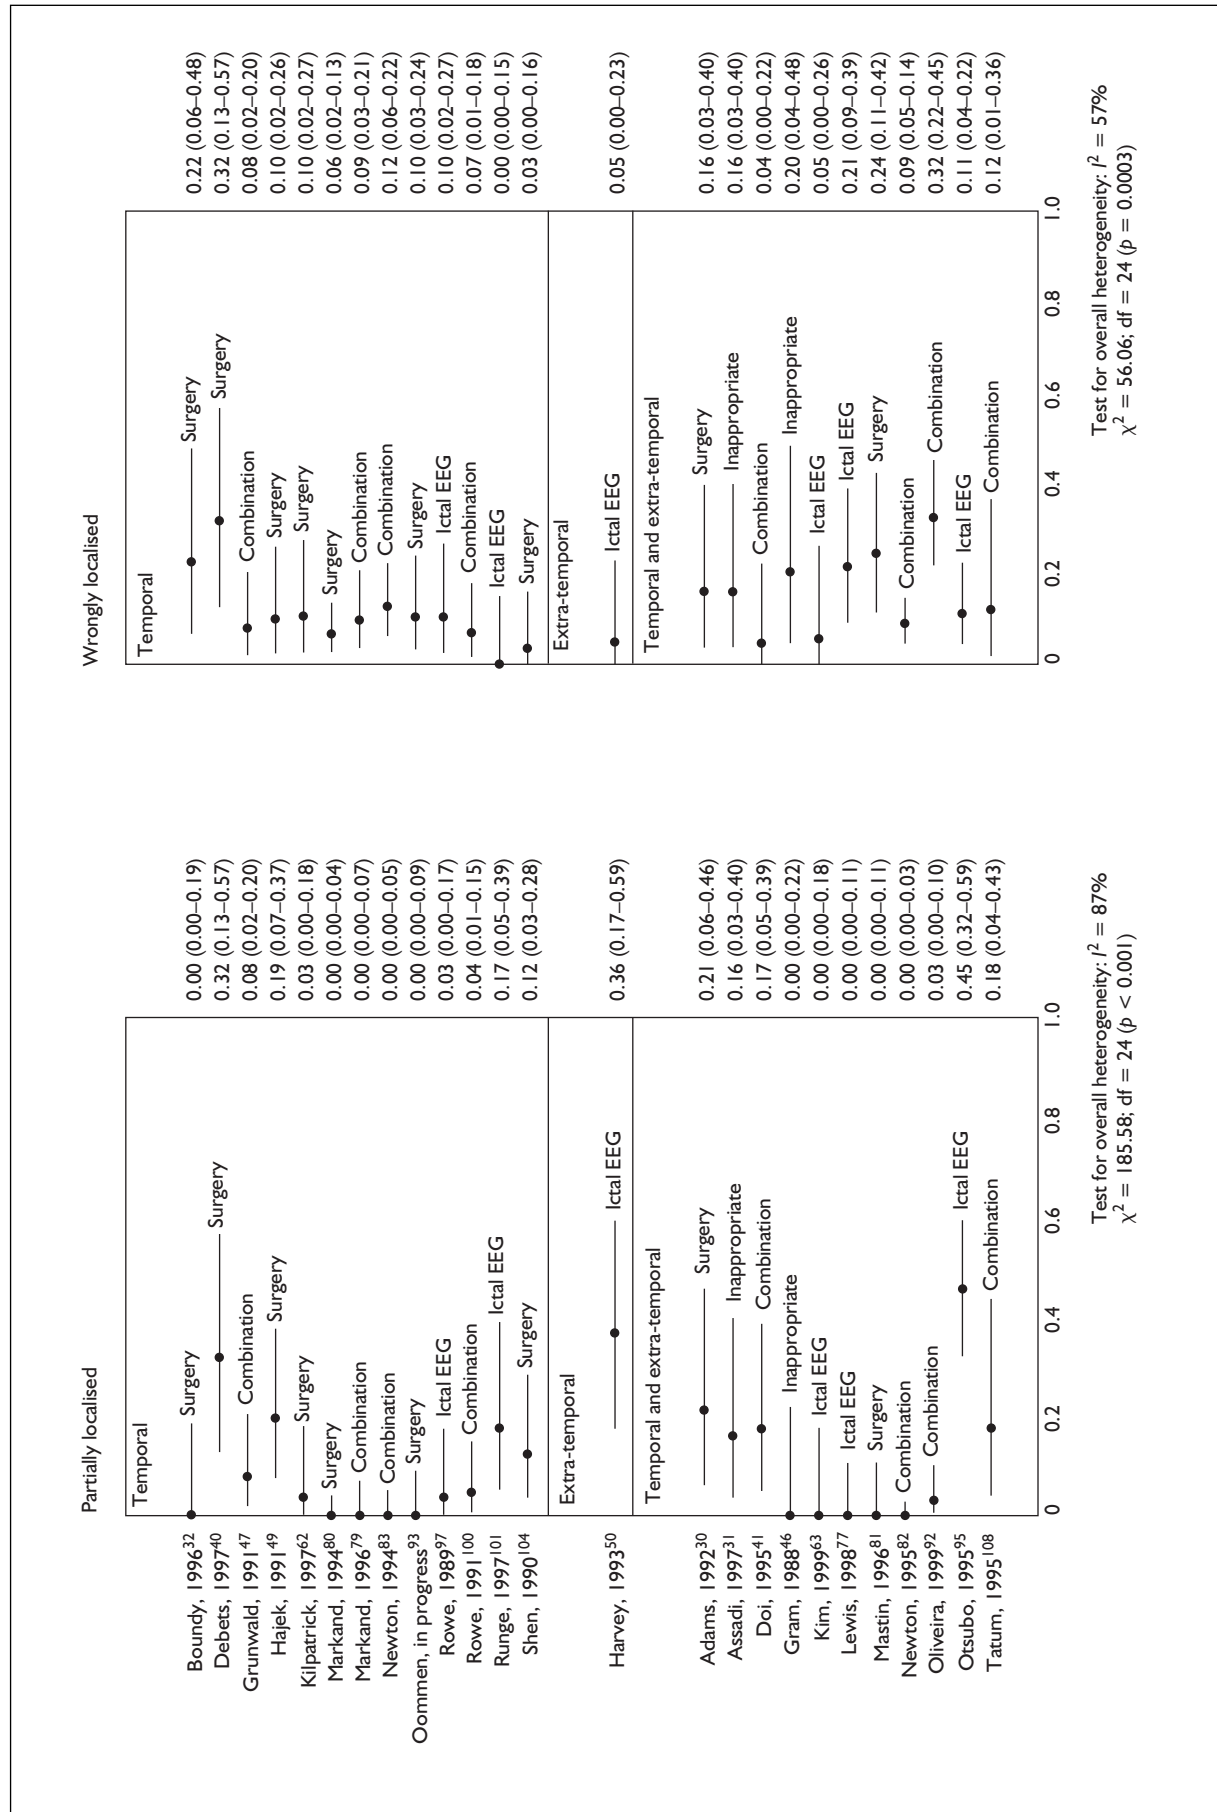 Partially localised Wrongly localised
Temporal Temporal
Boundy, 1996³² Surgery 0.00 (0.00–0.19) Surgery 0.22 (0.06–0.48)
Debets, 1997⁴⁰ Surgery 0.32 (0.13–0.57) Surgery 0.32 (0.13–0.57)
Grunwald, 1991⁴⁷ Combination 0.08 (0.02–0.20) Combination 0.08 (0.02–0.20)
Hajek, 1991⁴⁹ Surgery 0.19 (0.07–0.37) Surgery 0.10 (0.02–0.26)
Kilpatrick, 1997⁶² Surgery 0.03 (0.00–0.18) Surgery 0.10 (0.02–0.27)
Markand, 1994⁸⁰ Surgery 0.00 (0.00–0.04) Surgery 0.06 (0.02–0.13)
Markand, 1996⁷⁹ Combination 0.00 (0.00–0.07) Combination 0.09 (0.03–0.21)
Newton, 1994⁸³ Combination 0.00 (0.00–0.05) Combination 0.12 (0.06–0.22)
Oommen, in progress⁹³ Surgery 0.00 (0.00–0.09) Surgery 0.10 (0.03–0.24)
Rowe, 1989⁹⁷ Ictal EEG 0.03 (0.00–0.17) Ictal EEG 0.10 (0.02–0.27)
Rowe, 1991¹⁰⁰ Combination 0.04 (0.01–0.15) Combination 0.07 (0.01–0.18)
Runge, 1997¹⁰¹ Ictal EEG 0.17 (0.05–0.39) Ictal EEG 0.00 (0.00–0.15)
Shen, 1990¹⁰⁴ Surgery 0.12 (0.03–0.28) Surgery 0.03 (0.00–0.16)
Extra-temporal Extra-temporal
Harvey, 1993⁵⁰ Ictal EEG 0.36 (0.17–0.59) Ictal EEG 0.05 (0.00–0.23)
Temporal and extra-temporal Temporal and extra-temporal
Adams, 1992³⁰ Surgery 0.21 (0.06–0.46) Surgery 0.16 (0.03–0.40)
Assadi, 1997³¹ Inappropriate 0.16 (0.03–0.40) Inappropriate 0.16 (0.03–0.40)
Doi, 1995⁴¹ Combination 0.17 (0.05–0.39) Combination 0.04 (0.00–0.22)
Gram, 1988⁴⁶ Inappropriate 0.00 (0.00–0.22) Inappropriate 0.20 (0.04–0.48)
Kim, 1999⁶³ Ictal EEG 0.00 (0.00–0.18) Ictal EEG 0.05 (0.00–0.26)
Lewis, 1998⁷⁷ Ictal EEG 0.00 (0.00–0.11) Ictal EEG 0.21 (0.09–0.39)
Mastin, 1996⁸¹ Surgery 0.00 (0.00–0.11) Surgery 0.24 (0.11–0.42)
Newton, 1995⁸² Combination 0.00 (0.00–0.03) Combination 0.09 (0.05–0.14)
Oliveira, 1999⁹² Combination 0.03 (0.00–0.10) Combination 0.32 (0.22–0.45)
Otsubo, 1995⁹⁵ Ictal EEG 0.45 (0.32–0.59) Ictal EEG 0.11 (0.04–0.22)
Tatum, 1995¹⁰⁸ Combination 0.18 (0.04–0.43) Combination 0.12 (0.01–0.36)
0 0.2 0.4 0.6 0.8 1.0 0 0.2 0.4 0.6 0.8 1.0
Test for overall heterogeneity: I² = 87% Test for overall heterogeneity: I² = 57%
χ² = 185.58; df = 24 (p < 0.001) χ² = 56.06; df = 24 (p = 0.0003)